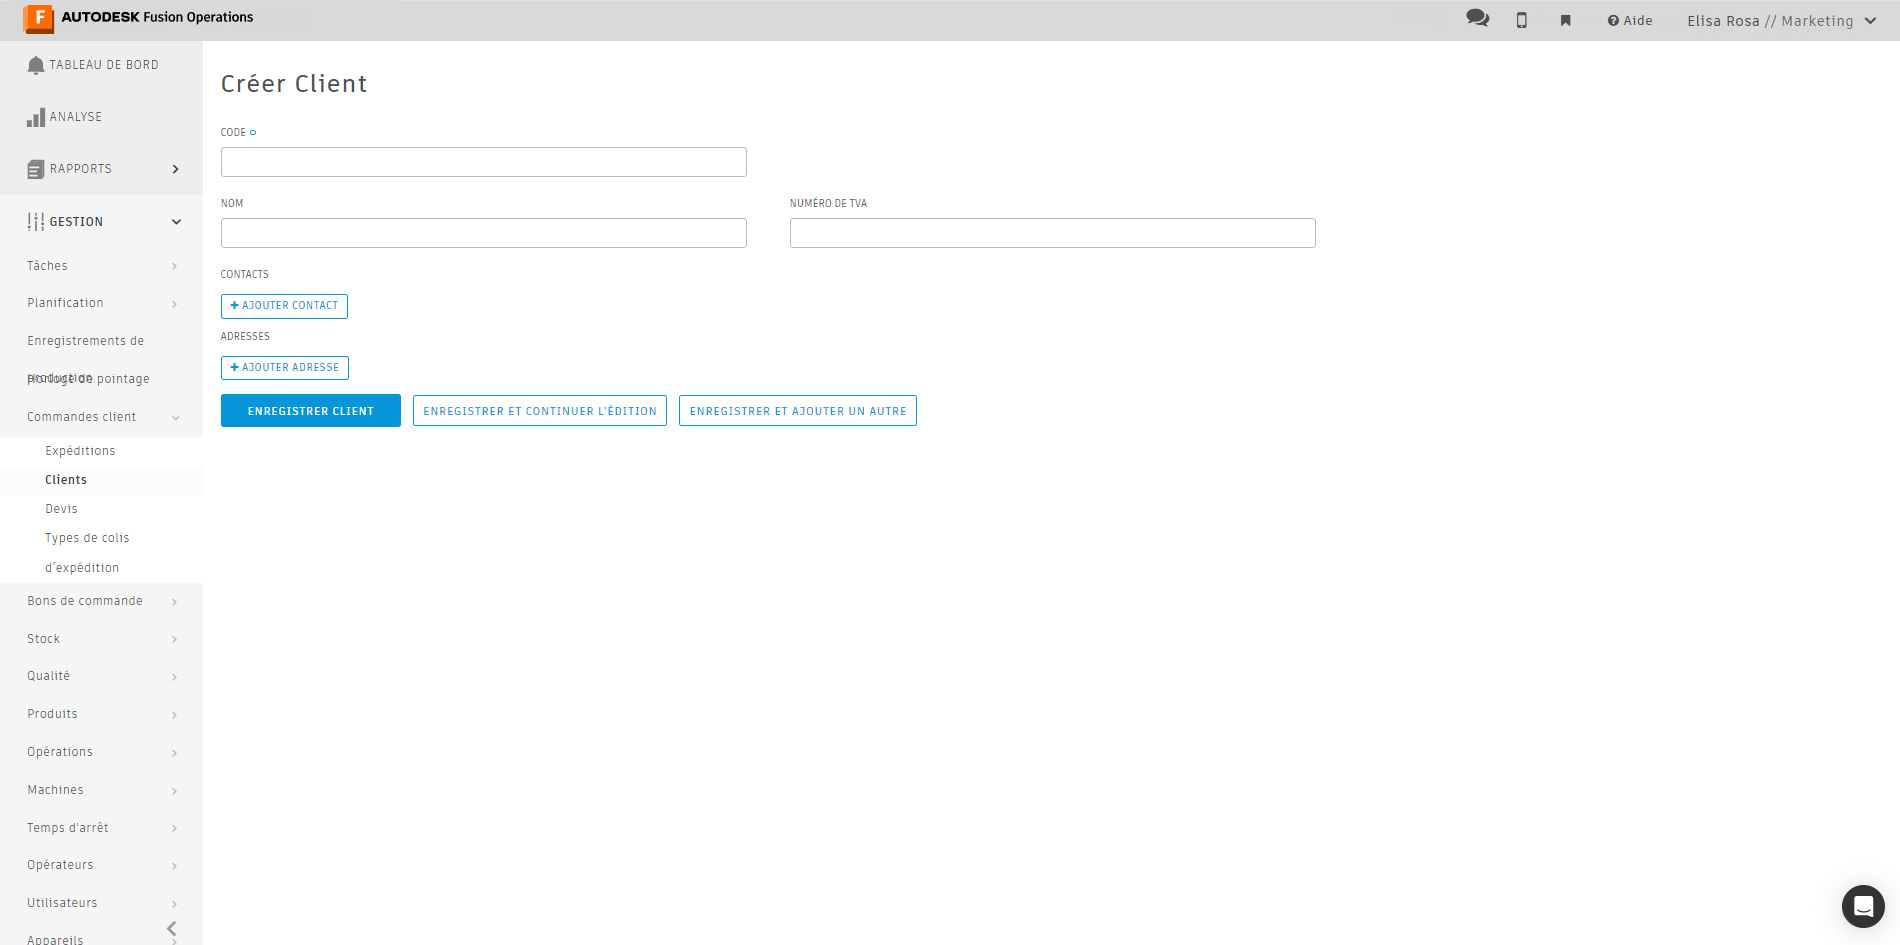 F AUTODESK Fusion Operations
Aide
Elisa Rosa // Marketing
TABLEAU DE BORD
ANALYSE
RAPPORTS
GESTION
Tâches
Planification
Enregistrements de
production
Horloge de pointage
Commandes client
Expéditions
Clients
Devis
Types de colis
d'expédition
Bons de commande
Stock
Qualité
Produits
Opérations
Machines
Temps d'arrêt
Opérateurs
Utilisateurs
Appareils
Créer Client
CODE
NOM
NUMÉRO DE TVA
CONTACTS
+ AJOUTER CONTACT
ADRESSES
+ AJOUTER ADRESSE
ENREGISTRER CLIENT
ENREGISTRER ET CONTINUER L'ÉDITION
ENREGISTRER ET AJOUTER UN AUTRE